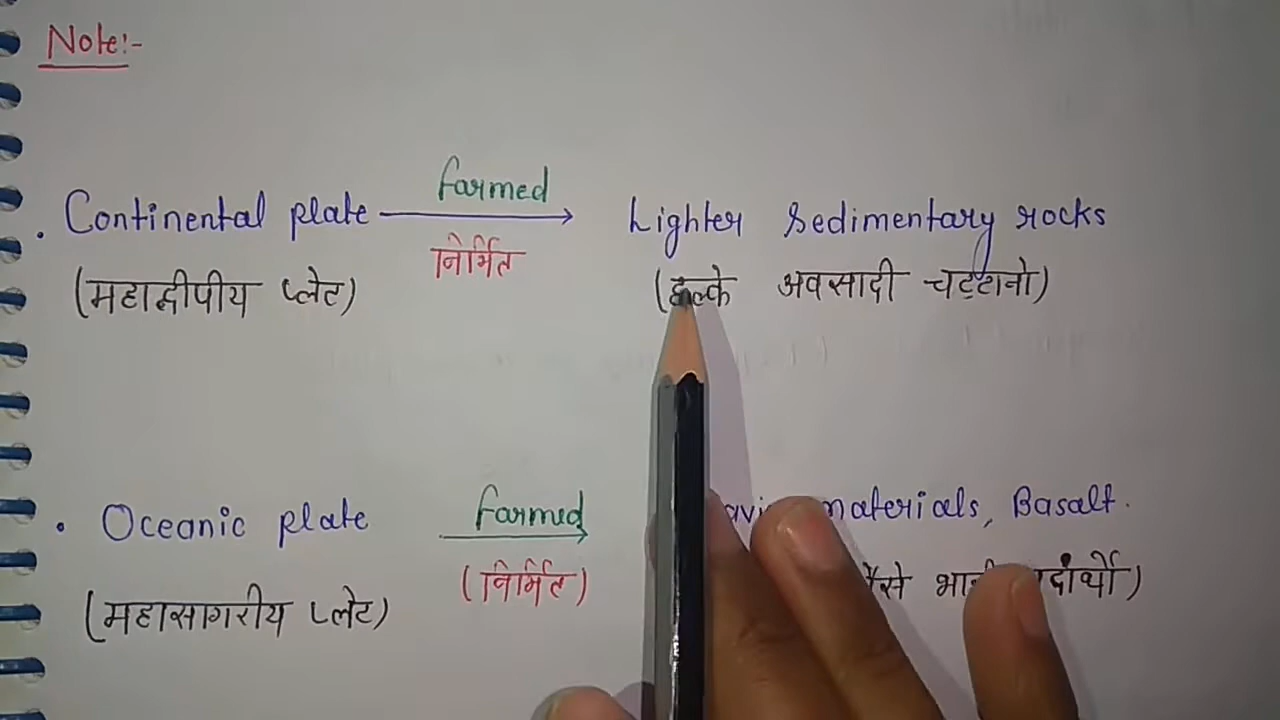 Note:-
farmed
Continental plate → Lighter Sedimentary rocks
निर्मित
(महाद्वीपीय प्लेट) (हल्के अवसादी चट्टानो)
farmed
Oceanic plate → materials, Basalt.
(निर्मित)
(महासागरीय प्लेट)